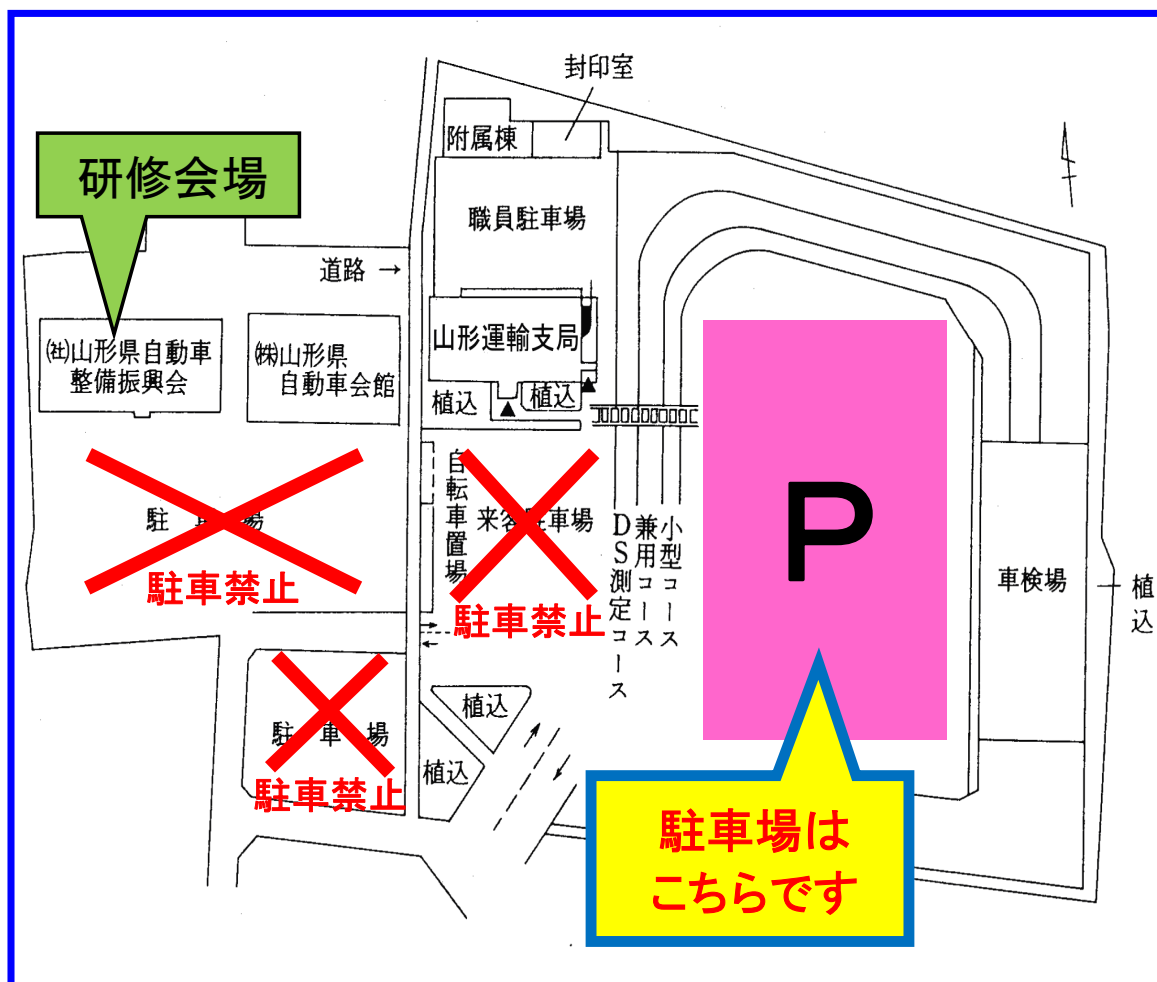 封印室
附属棟
研修会場
職員駐車場
道路 →
㈳山形県自動車
整備振興会
㈱山形県
自動車会館
山形運輸支局
植込
植込
自転車置場
来客駐車場
駐車禁止
駐車場
駐車禁止
DS測定コース
兼用コース
小型コース
P
車検場
植込
植込
植込
駐車場
駐車禁止
駐車場は
こちらです